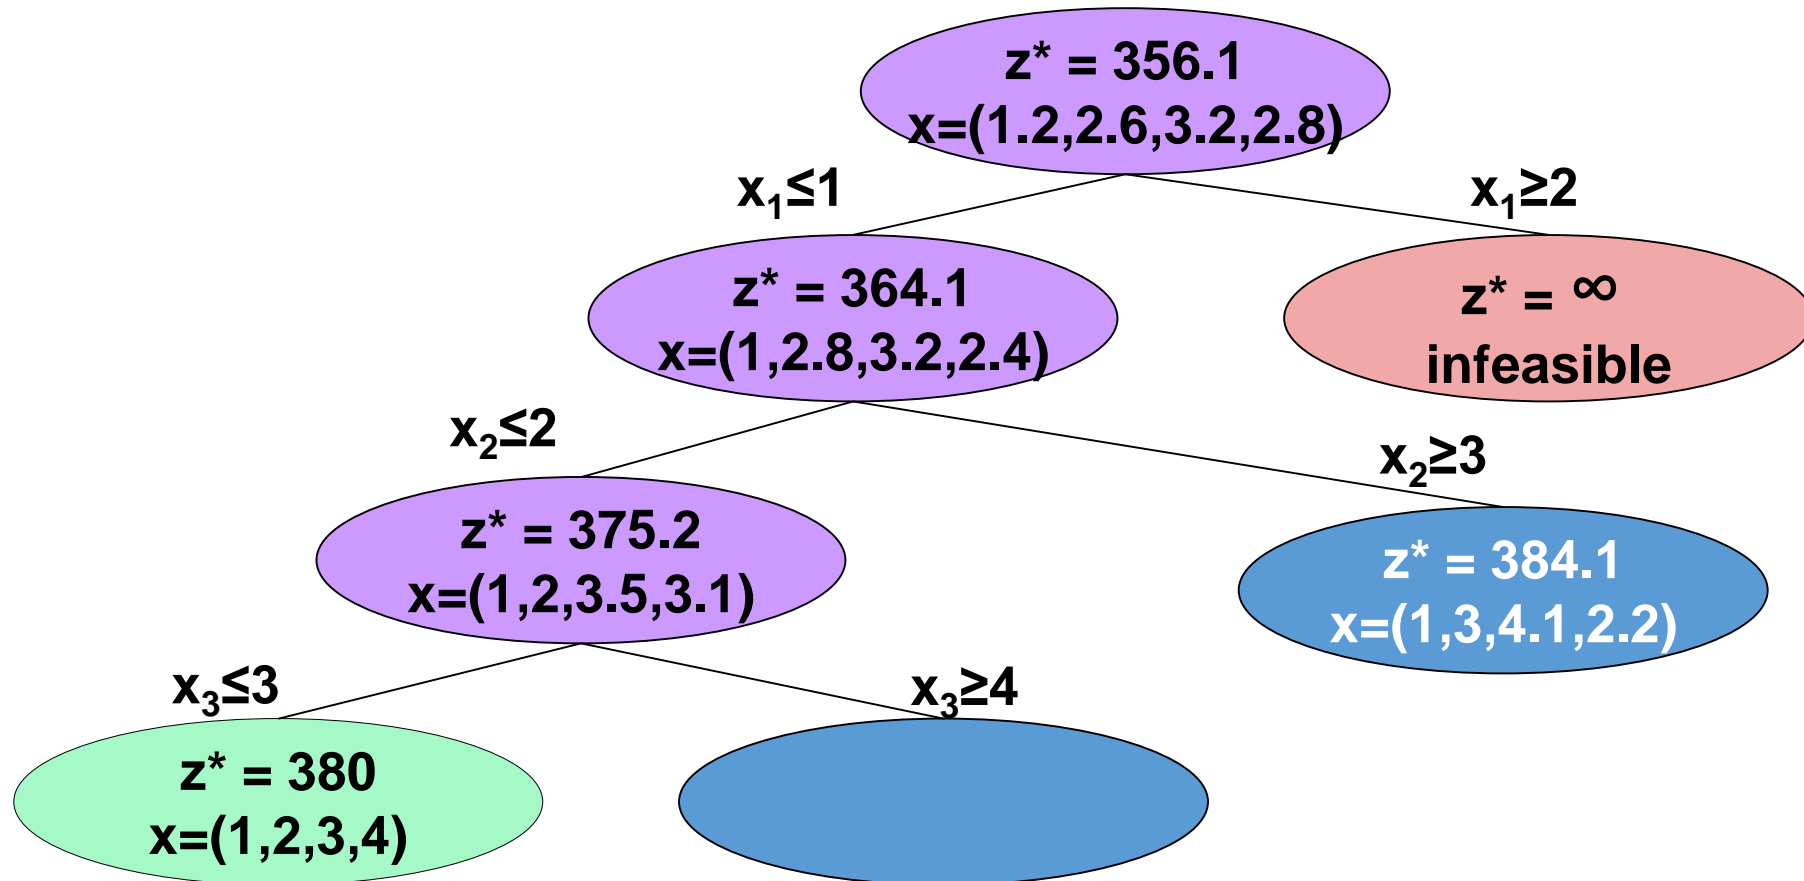 z* = 356.1
x=(1.2,2.6,3.2,2.8)
x₁≤1
x₁≥2
z* = 364.1
x=(1,2.8,3.2,2.4)
z* = ∞
infeasible
x₂≤2
x₂≥3
z* = 375.2
x=(1,2,3.5,3.1)
z* = 384.1
x=(1,3,4.1,2.2)
x₃≤3
x₃≥4
z* = 380
x=(1,2,3,4)